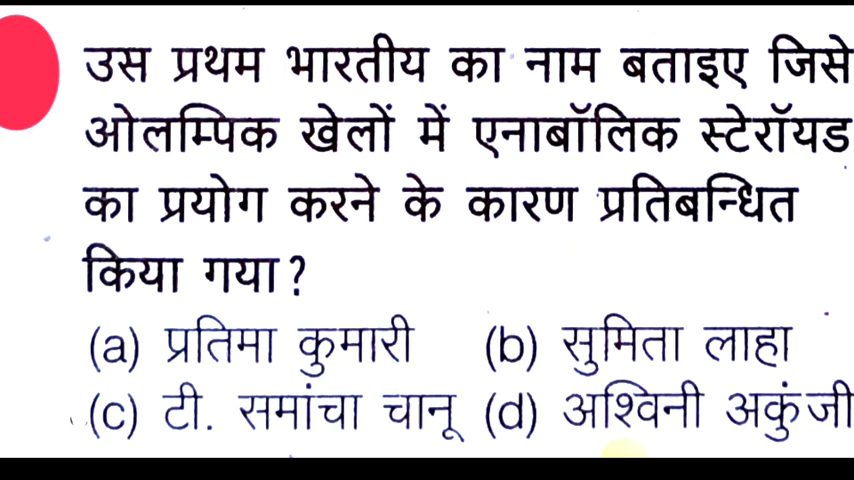 उस प्रथम भारतीय का नाम बताइए जिसे
ओलम्पिक खेलों में एनाबॉलिक स्टेरॉयड
का प्रयोग करने के कारण प्रतिबन्धित
किया गया?
(a) प्रतिमा कुमारी (b) सुमिता लाहा
(c) टी. समांचा चानू (d) अश्विनी अकुंजी